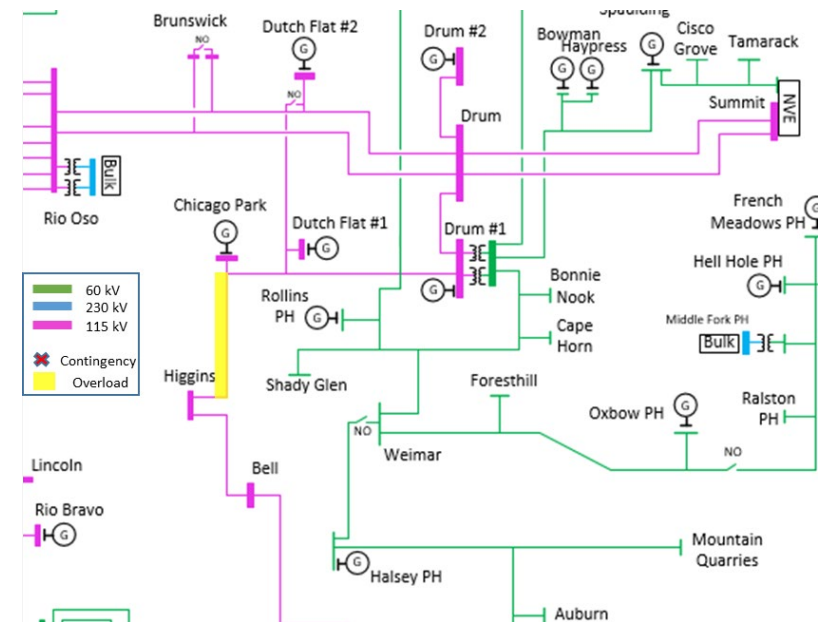 Spaulding
Brunswick
NO
Dutch Flat #2
G
NO
Drum #2
G
Bowman
G
Haypress
G
G
Cisco
Grove
Tamarack
Summit
NVE
Drum
Bulk
Rio Oso
Chicago Park
G
Dutch Flat #1
G
Drum #1
G
French
Meadows PH
G
Hell Hole PH
G
Bonnie
Nook
Rollins
PH
G
60 kV
230 kV
115 kV
Contingency
Overload
Cape
Horn
Middle Fork PH
Bulk
Shady Glen
Higgins
Foresthill
Oxbow PH
G
Ralston
PH
NO
Weimar
NO
Lincoln
Bell
Rio Bravo
G
Mountain
Quarries
G
Halsey PH
Auburn